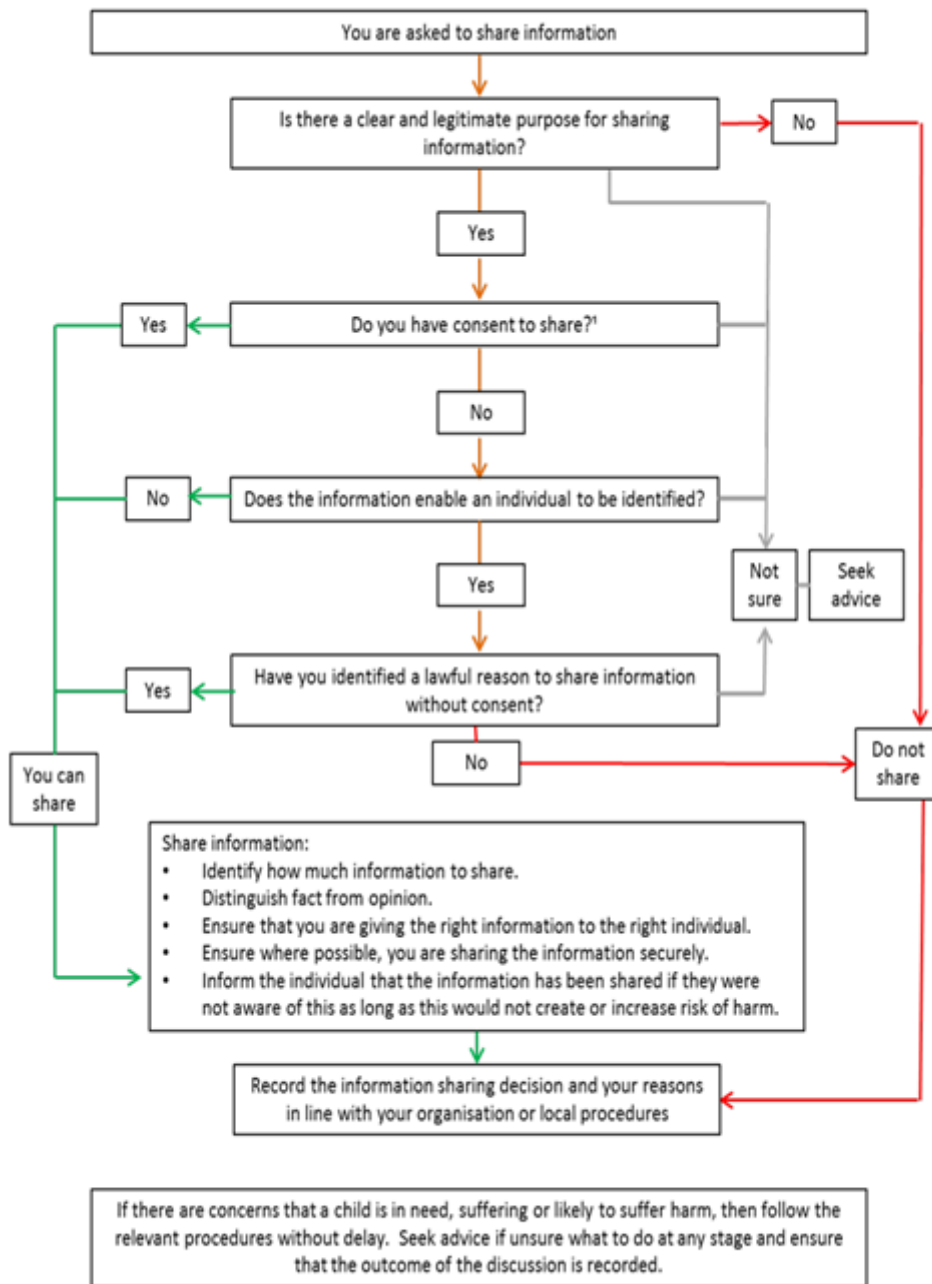 You are asked to share information
Is there a clear and legitimate purpose for sharing
information?
No
Yes
Yes
Do you have consent to share?¹
No
No
Does the information enable an individual to be identified?
Yes
Not
sure
Seek
advice
Yes
Have you identified a lawful reason to share information
without consent?
No
Do not
share
You can
share
Share information:
• Identify how much information to share.
• Distinguish fact from opinion.
• Ensure that you are giving the right information to the right individual.
• Ensure where possible, you are sharing the information securely.
• Inform the individual that the information has been shared if they were
not aware of this as long as this would not create or increase risk of harm.
Record the information sharing decision and your reasons
in line with your organisation or local procedures
If there are concerns that a child is in need, suffering or likely to suffer harm, then follow the
relevant procedures without delay. Seek advice if unsure what to do at any stage and ensure
that the outcome of the discussion is recorded.